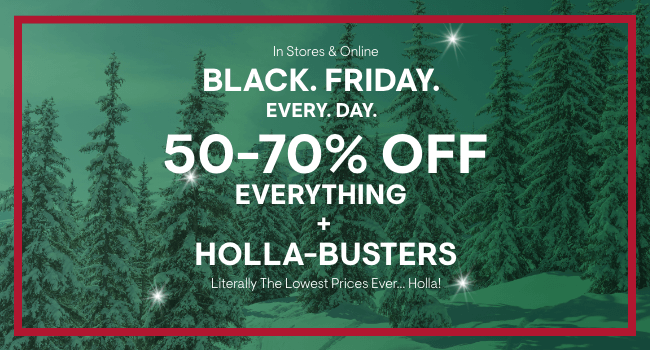 In Stores & Online
BLACK. FRIDAY.
EVERY. DAY.
50-70% OFF
EVERYTHING
+
HOLLA-BUSTERS
Literally The Lowest Prices Ever... Holla!